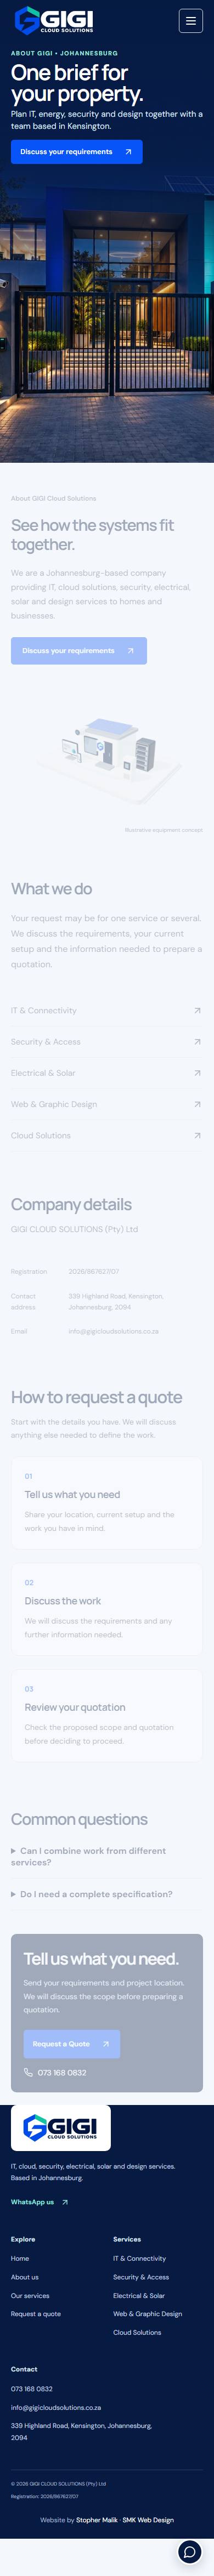 GIGI
CLOUD SOLUTIONS
ABOUT GIGI • JOHANNESBURG
One brief for
your property.
Plan IT, energy, security and design together with a
team based in Kensington.
Discuss your requirements
About GIGI Cloud Solutions
See how the systems fit
together.
We are a Johannesburg-based company
providing IT, cloud solutions, security, electrical,
solar and design services to homes and
businesses.
Discuss your requirements
Illustrative equipment concept
What we do
Your request may be for one service or several.
We discuss the requirements, your current
setup and the information needed to prepare a
quotation.
IT & Connectivity
Security & Access
Electrical & Solar
Web & Graphic Design
Cloud Solutions
Company details
GIGI CLOUD SOLUTIONS (Pty) Ltd
Registration 2026/967627/07
Contact address 339 Highland Road, Kensington,
Johannesburg, 2094
Email info@gigicloudsolutions.co.za
How to request a quote
Start with the details you have. We will discuss
anything else needed to define the work.
01
Tell us what you need
Share your location, current setup and the
work you have in mind.
02
Discuss the work
We will discuss the requirements and any
further information needed.
03
Review your quotation
Check the proposed scope and quotation
before deciding to proceed.
Common questions
Can I combine work from different
services?
Do I need a complete specification?
Tell us what you need.
Send your requirements and project location.
We will discuss the scope before preparing a
quotation.
Request a Quote
073 168 0832
GIGI
CLOUD SOLUTIONS
IT, cloud, security, electrical, solar and design services.
Based in Johannesburg.
WhatsApp us
Explore
Home
About us
Our services
Request a quote
Services
IT & Connectivity
Security & Access
Electrical & Solar
Web & Graphic Design
Cloud Solutions
Contact
073 168 0832
info@gigicloudsolutions.co.za
339 Highland Road, Kensington, Johannesburg,
2094
© 2026 GIGI CLOUD SOLUTIONS (Pty) Ltd
Registration: 2026/967627/07
Website by Stopher Malik · SMK Web Design